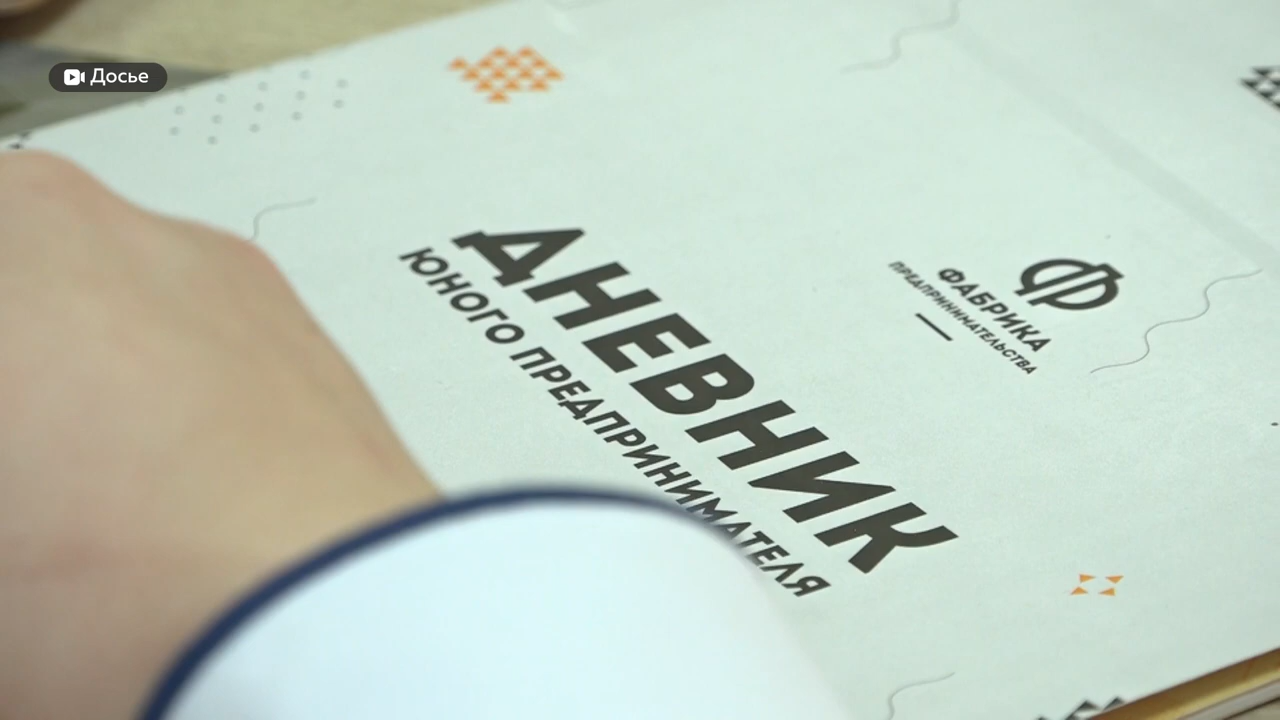 Досье
ДНЕВНИК
ЮНОГО ПРЕДПРИНИМАТЕЛЯ
ФАБРИКА
ПРЕДПРИНИМАТЕЛЬСТВА